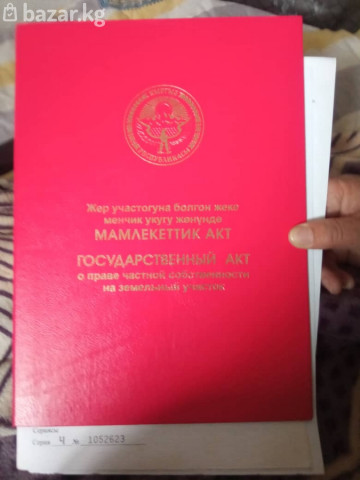 bazar.kg
Жер участогуна болгон жеке
менчик укугу жөнүндө
МАМЛЕКЕТТИК АКТ
ГОСУДАРСТВЕННЫЙ АКТ
о праве частной собственности
на земельный участок
Серия Ч № 1052623